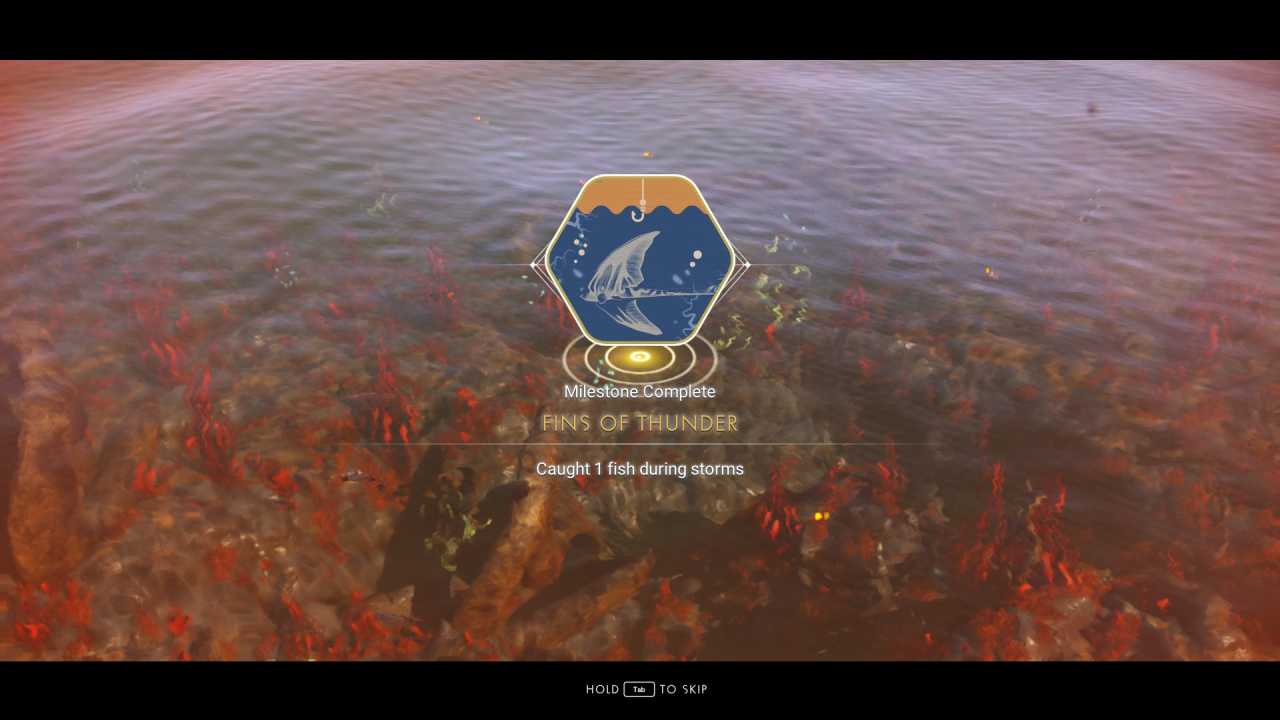 Milestone Complete
FINS OF THUNDER
Caught 1 fish during storms
HOLD Tab TO SKIP